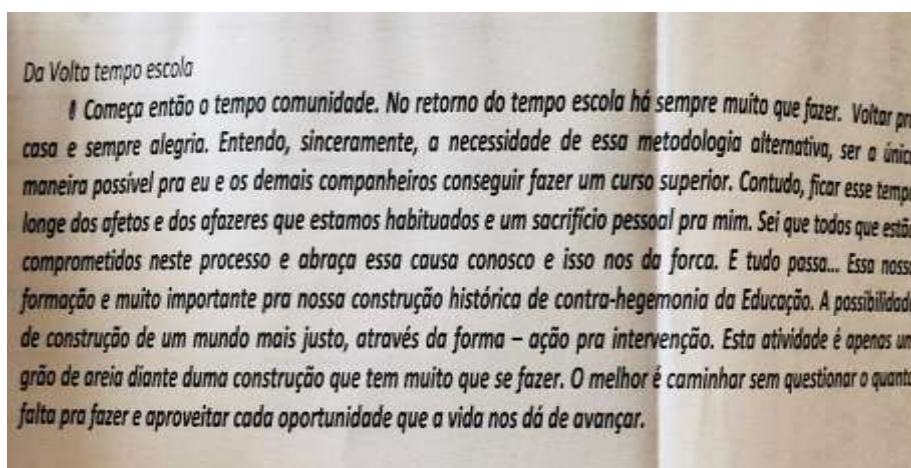 Da Volta tempo escola
Começa então o tempo comunidade. No retorno do tempo escola há sempre muito que fazer. Voltar pra
casa e sempre alegria. Entendo, sinceramente, a necessidade de essa metodologia alternativa, ser a única
maneira possível pra eu e os demais companheiros conseguir fazer um curso superior. Contudo, ficar esse tempo
longe dos afetos e dos afazeres que estamos habituados e um sacrifício pessoal pra mim. Sei que todos que estão
comprometidos neste processo e abraça essa causa conosco e isso nos da forca. E tudo passa... Essa nossa
formação e muito importante pra nossa construção histórica de contra-hegemonia da Educação. A possibilidade
de construção de um mundo mais justo, através da forma – ação pra intervenção. Esta atividade é apenas um
grão de areia diante duma construção que tem muito que se fazer. O melhor é caminhar sem questionar o quanto
falta pra fazer e aproveitar cada oportunidade que a vida nos dá de avançar.